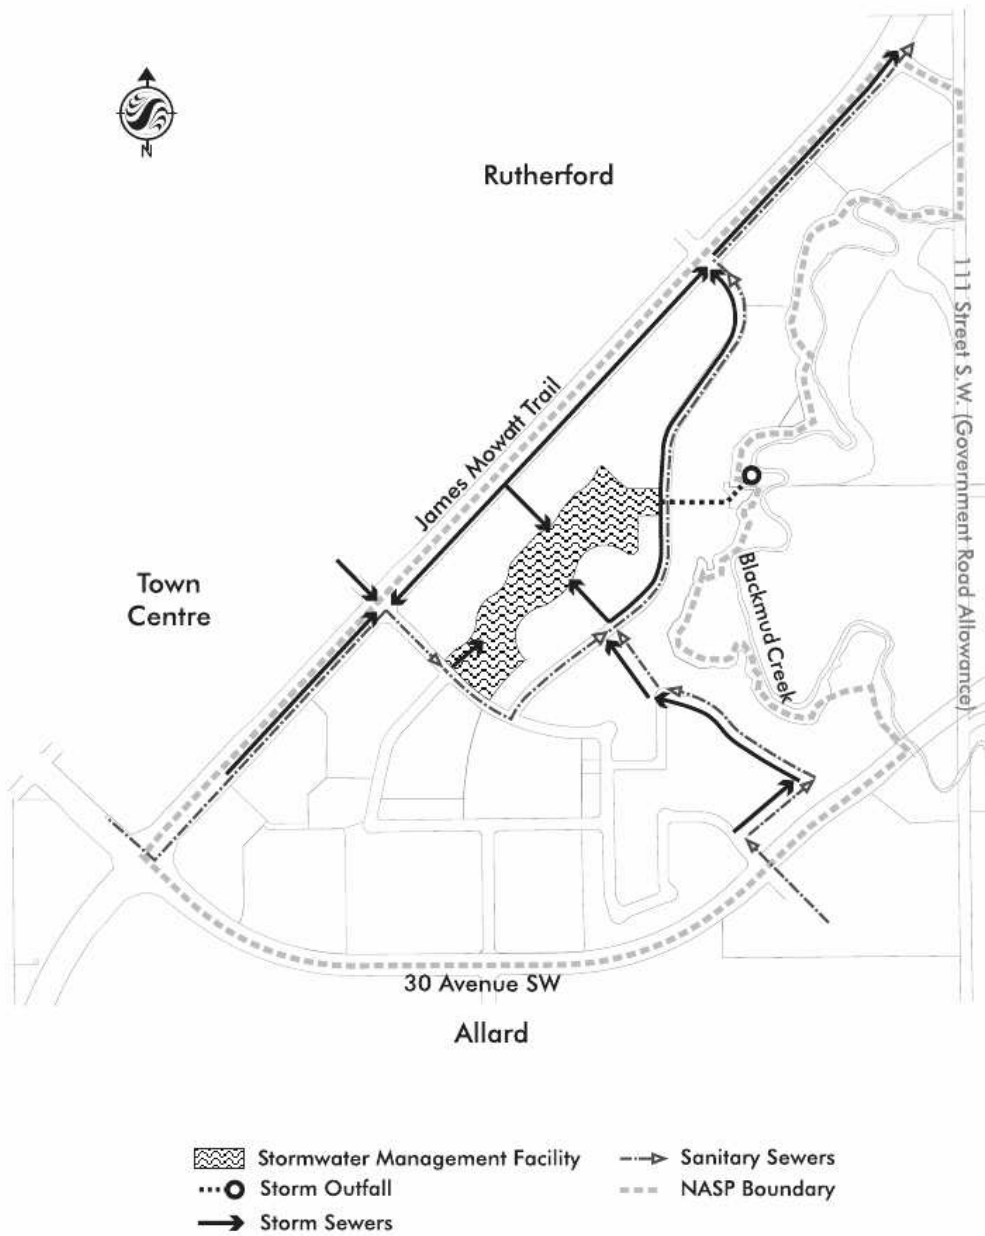 N
Rutherford
111 Street S.W. (Government Road Allowance)
James Mowatt Trail
Town
Centre
Blackmud Creek
30 Avenue SW
Allard
Stormwater Management Facility
Sanitary Sewers
Storm Outfall
NASP Boundary
Storm Sewers